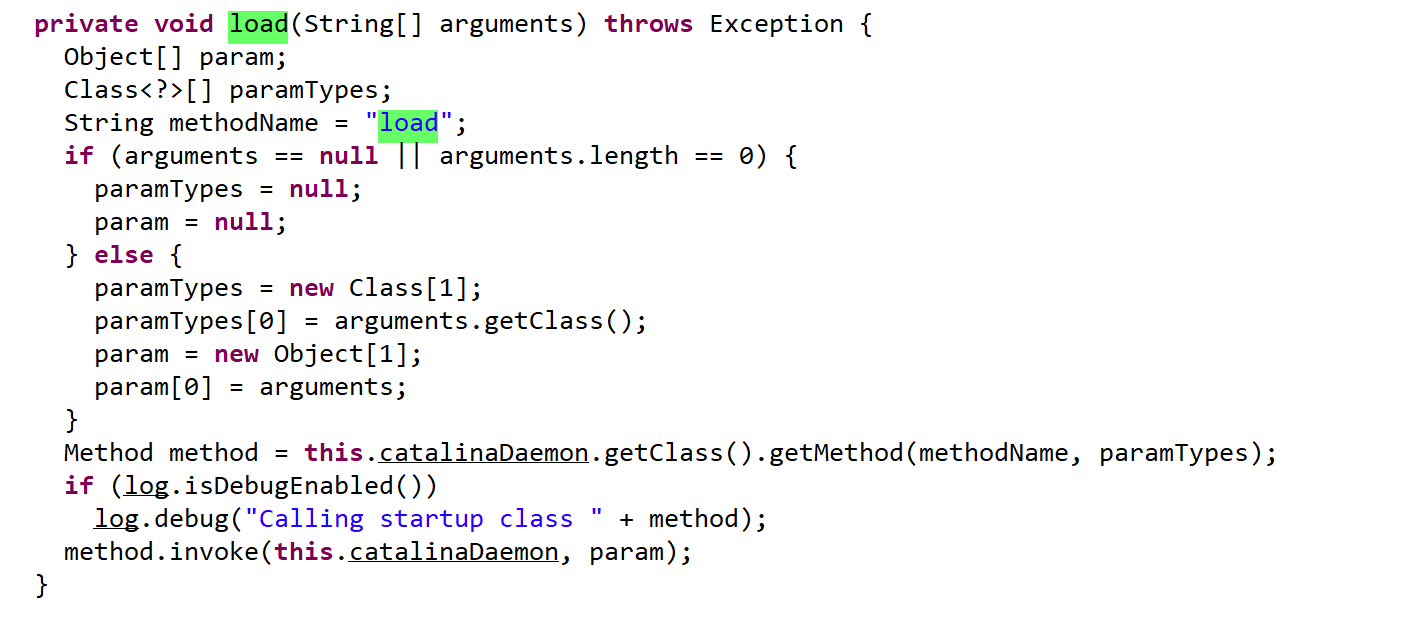 private void load(String[] arguments) throws Exception {
  Object[] param;
  Class<?>[] paramTypes;
  String methodName = "load";
  if (arguments == null || arguments.length == 0) {
    paramTypes = null;
    param = null;
  } else {
    paramTypes = new Class[1];
    paramTypes[0] = arguments.getClass();
    param = new Object[1];
    param[0] = arguments;
  }
  Method method = this.catalinaDaemon.getClass().getMethod(methodName, paramTypes);
  if (log.isDebugEnabled())
    log.debug("Calling startup class " + method);
  method.invoke(this.catalinaDaemon, param);
}